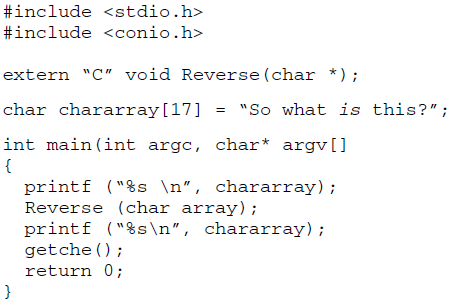 #include <stdio.h>
#include <conio.h>
extern “C” void Reverse(char *);
char chararray[17] = “So what is this?”;
int main(int argc, char* argv[]
{
printf (“%s \n”, chararray);
Reverse (char array);
printf (“%s\n”, chararray);
getche();
return 0;
}